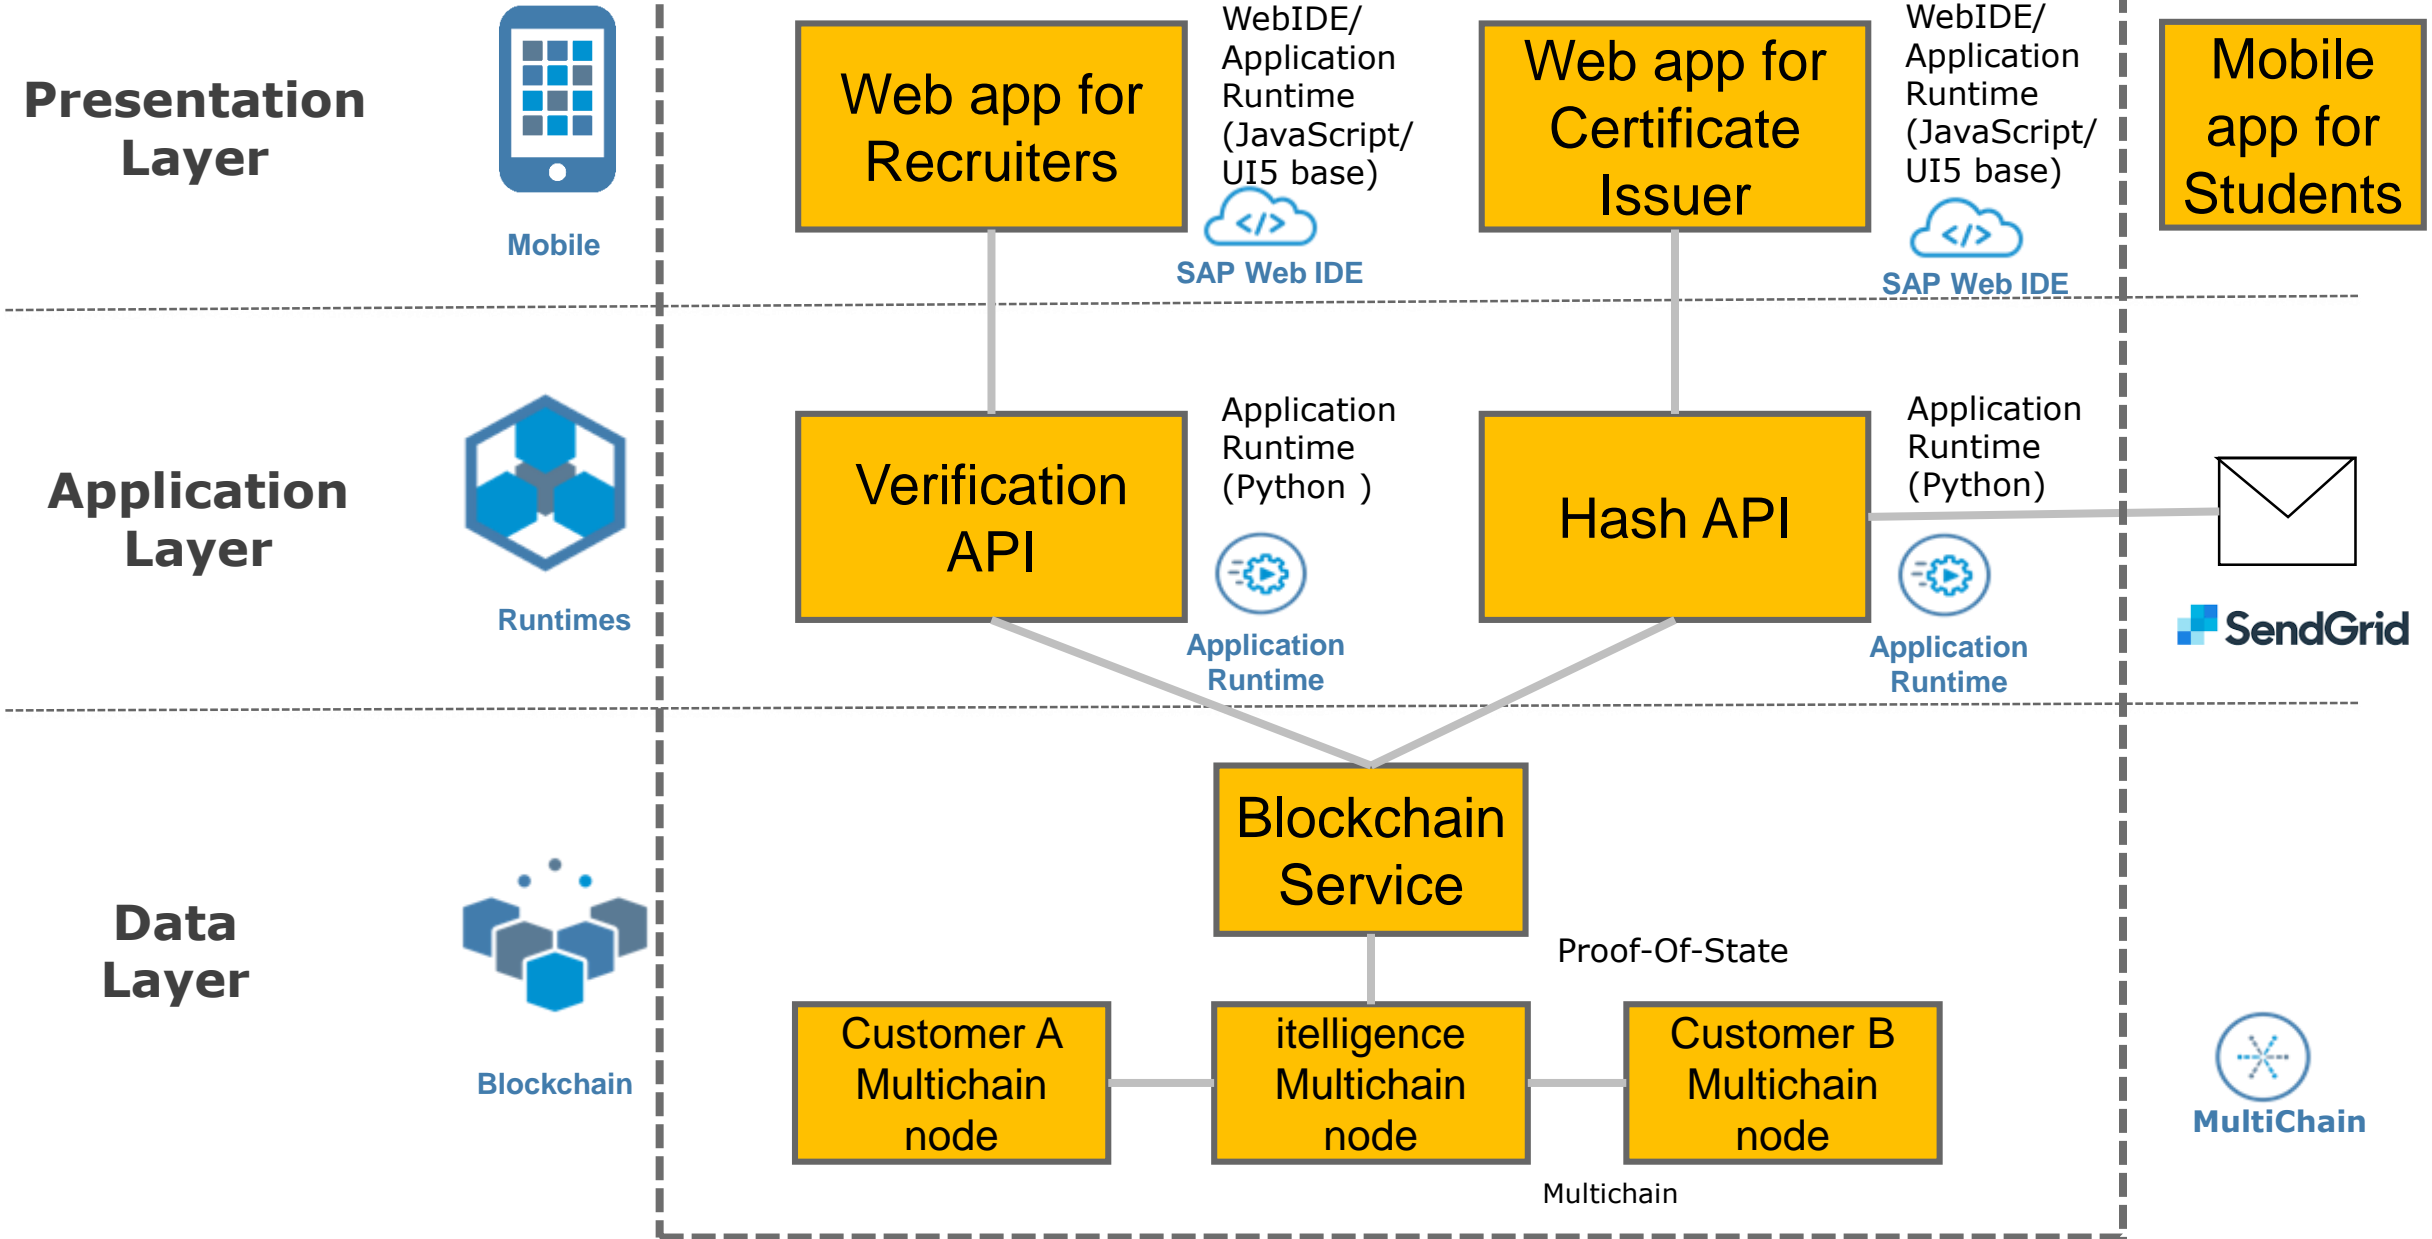 Presentation
Layer
Mobile
Web app for
Recruiters
WebIDE/
Application
Runtime
(JavaScript/
UI5 base)
SAP Web IDE
Web app for
Certificate
Issuer
WebIDE/
Application
Runtime
(JavaScript/
UI5 base)
SAP Web IDE
Mobile
app for
Students
Application
Layer
Runtimes
Verification
API
Application
Runtime
(Python )
Application
Runtime
Hash API
Application
Runtime
(Python)
Application
Runtime
SendGrid
Data
Layer
Blockchain
Blockchain
Service
Proof-Of-State
Customer A
Multichain
node
itelligence
Multichain
node
Customer B
Multichain
node
Multichain
MultiChain